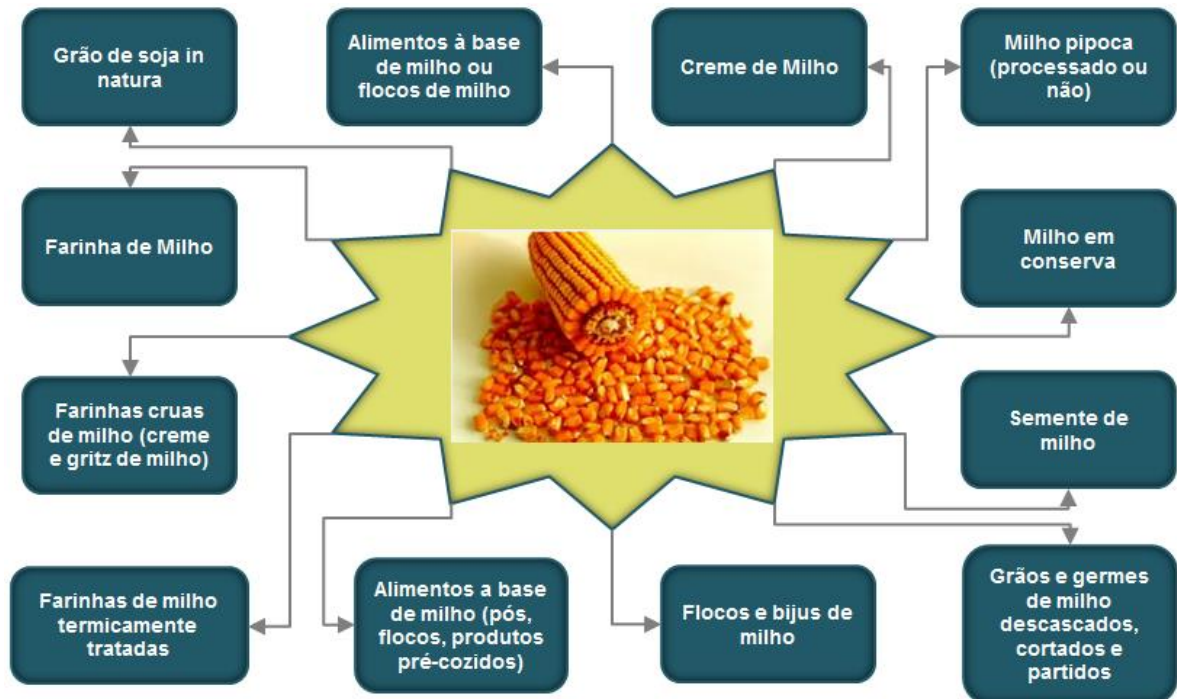 Grão de soja in
natura
Alimentos à base
de milho ou
flocos de milho
Creme de Milho
Milho pipoca
(processado ou
não)
Farinha de Milho
Milho em
conserva
Farinhas cruas
de milho (creme
e gritz de milho)
Semente de
milho
Farinhas de milho
termicamente
tratadas
Alimentos a base
de milho (pós,
flocos, produtos
pré-cozidos)
Flocos e bijus de
milho
Grãos e germes
de milho
descascados,
cortados e
partidos